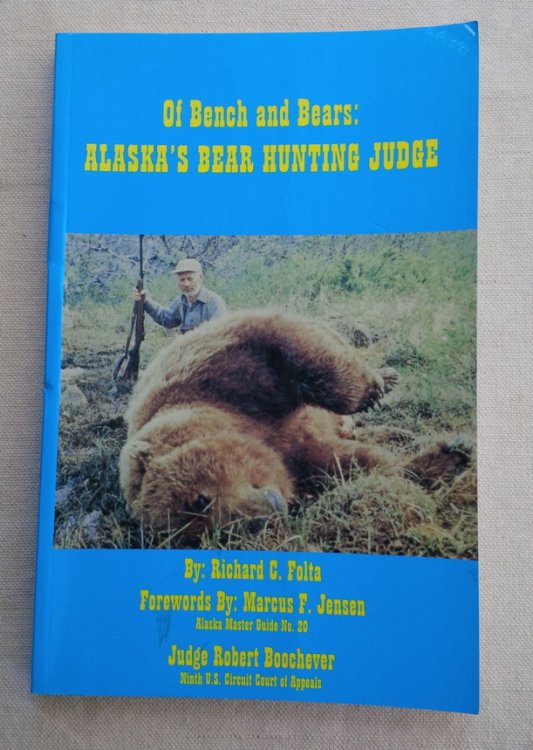 Of Bench and Bears:
ALASKA'S BEAR HUNTING JUDGE
By: Richard C. Folta
Forewords By: Marcus F. Jensen
Alaska Master Guide No. 20
Judge Robert Boochever
Ninth U.S. Circuit Court of Appeals